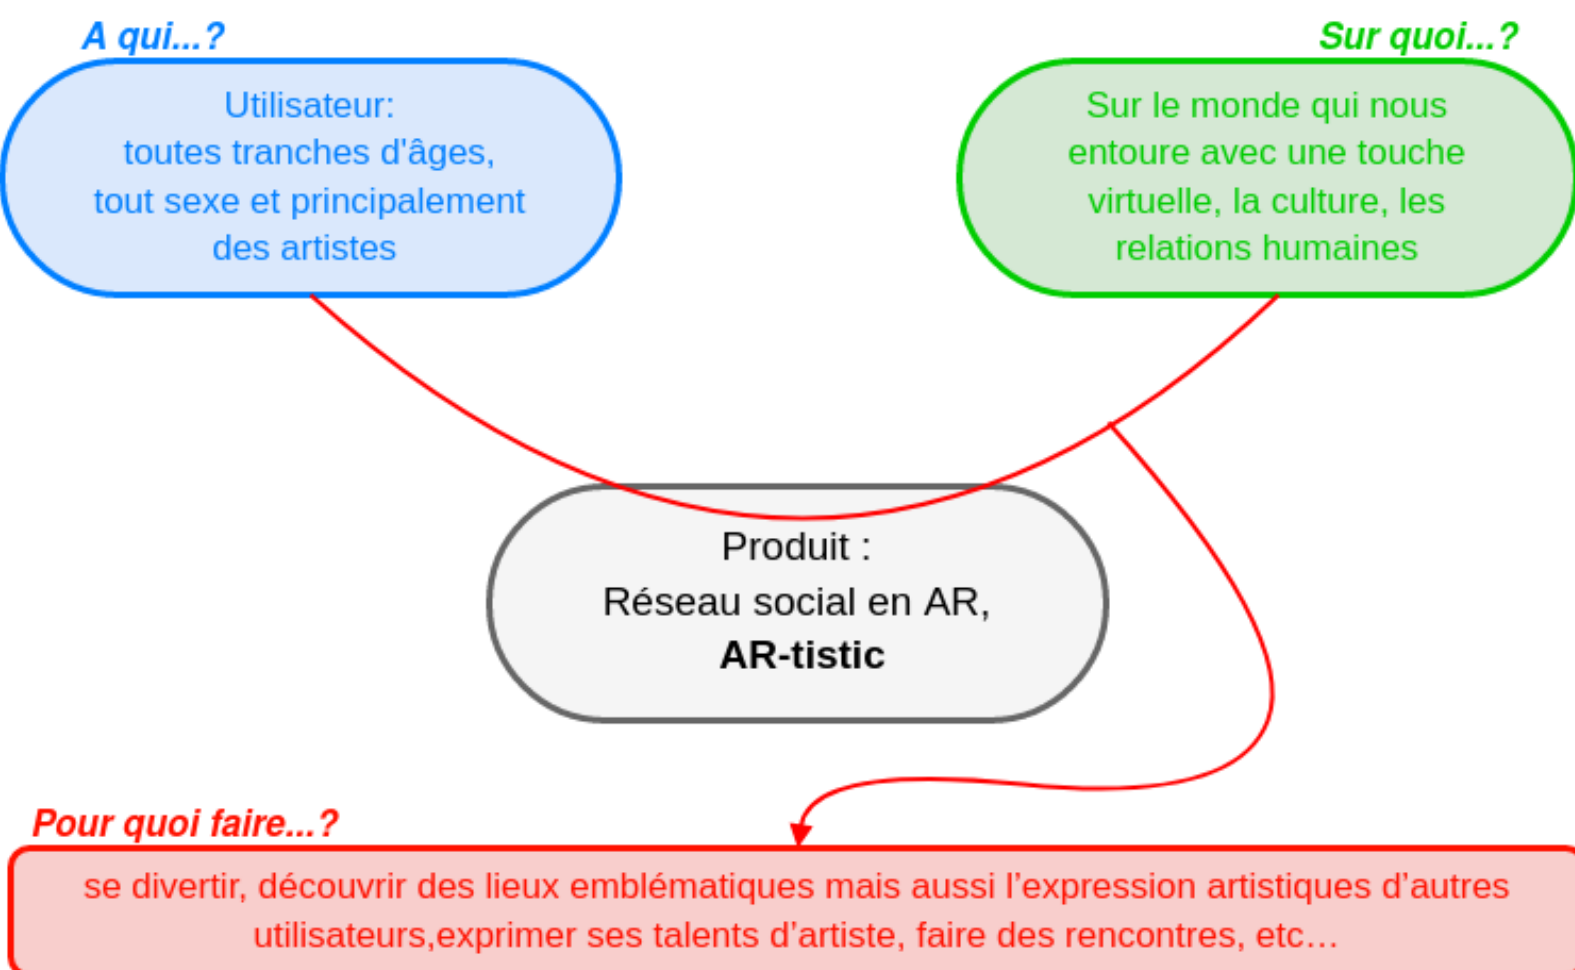 A qui...?
Utilisateur:
toutes tranches d'âges,
tout sexe et principalement
des artistes
Sur quoi...?
Sur le monde qui nous
entoure avec une touche
virtuelle, la culture, les
relations humaines
Produit :
Réseau social en AR,
AR-tistic
Pour quoi faire...?
se divertir, découvrir des lieux emblématiques mais aussi l’expression artistiques d’autres
utilisateurs,exprimer ses talents d’artiste, faire des rencontres, etc…